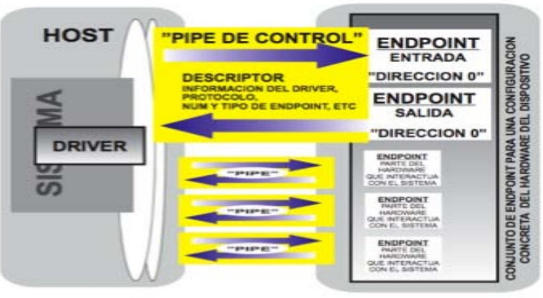 HOST
SISTEMA
DRIVER
"PIPE DE CONTROL"
DESCRIPTOR
INFORMACION DEL DRIVER,
PROTOCOLO,
NUM Y TIPO DE ENDPOINT, ETC
"PIPE"
"PIPE"
"PIPE"
ENDPOINT
ENTRADA
"DIRECCION 0"
ENDPOINT
SALIDA
"DIRECCION 0"
ENDPOINT
PARTE DEL
HARDWARE
QUE INTERACTUA
CON EL SISTEMA
ENDPOINT
PARTE DEL
HARDWARE
QUE INTERACTUA
CON EL SISTEMA
ENDPOINT
PARTE DEL
HARDWARE
QUE INTERACTUA
CON EL SISTEMA
CONJUNTO DE ENDPOINT PARA UNA CONFIGURACION
CONCRETA DEL HARDWARE DEL DISPOSITIVO